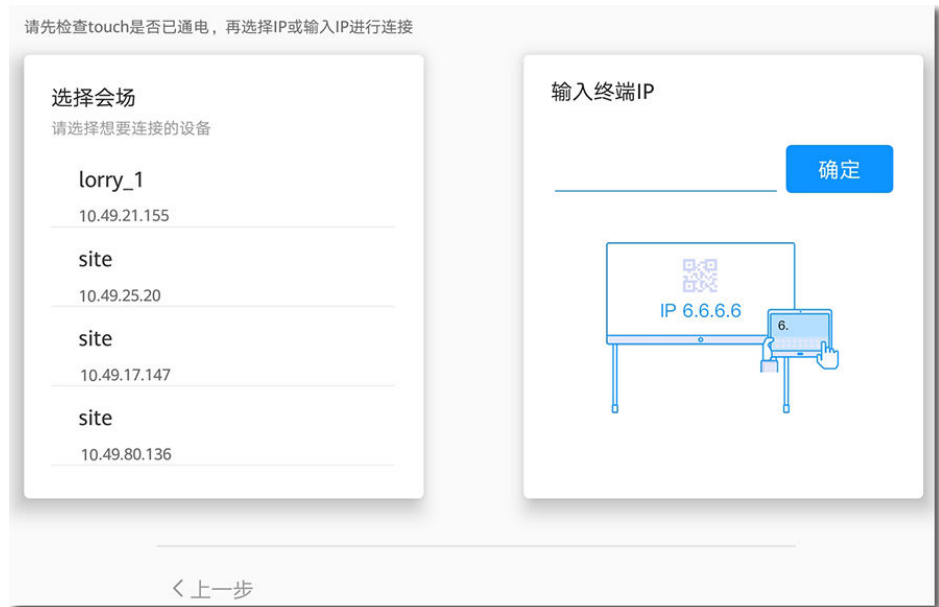 请先检查touch是否已通电，再选择IP或输入IP进行连接
选择会场
请选择想要连接的设备
lorry_1
10.49.21.155
site
10.49.25.20
site
10.49.17.147
site
10.49.80.136
输入终端IP
确定
IP 6.6.6.6
6.
上一步